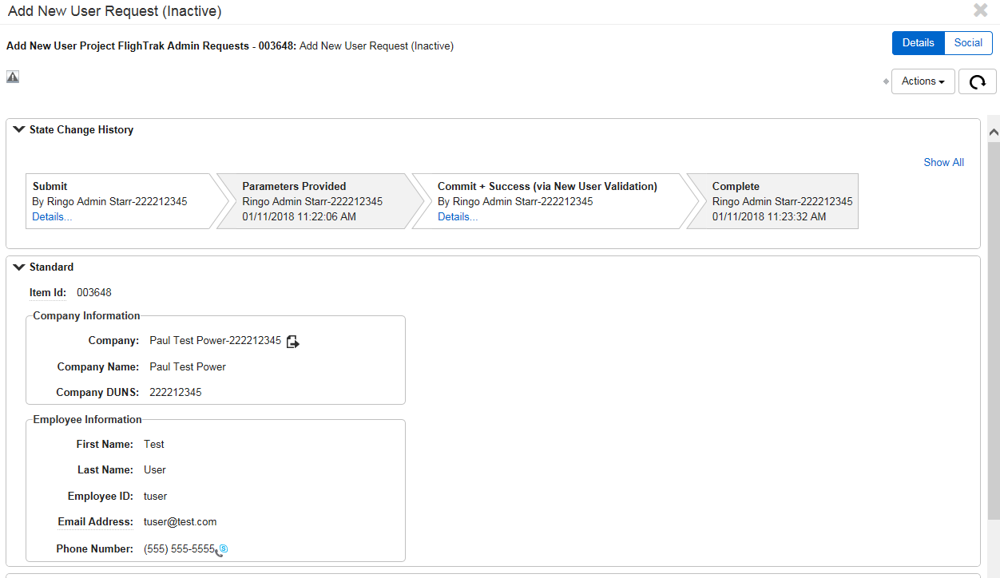 Add New User Request (Inactive)
Add New User Project FlighTrak Admin Requests - 003648: Add New User Request (Inactive)
Details Social
Actions
State Change History
Show All
Submit
By Ringo Admin Starr-222212345
Details...
Parameters Provided
Ringo Admin Starr-222212345
01/11/2018 11:22:06 AM
Commit + Success (via New User Validation)
By Ringo Admin Starr-222212345
Details...
Complete
Ringo Admin Starr-222212345
01/11/2018 11:23:32 AM
Standard
Item Id: 003648
Company Information
Company: Paul Test Power-222212345
Company Name: Paul Test Power
Company DUNS: 222212345
Employee Information
First Name: Test
Last Name: User
Employee ID: tuser
Email Address: tuser@test.com
Phone Number: (555) 555-5555